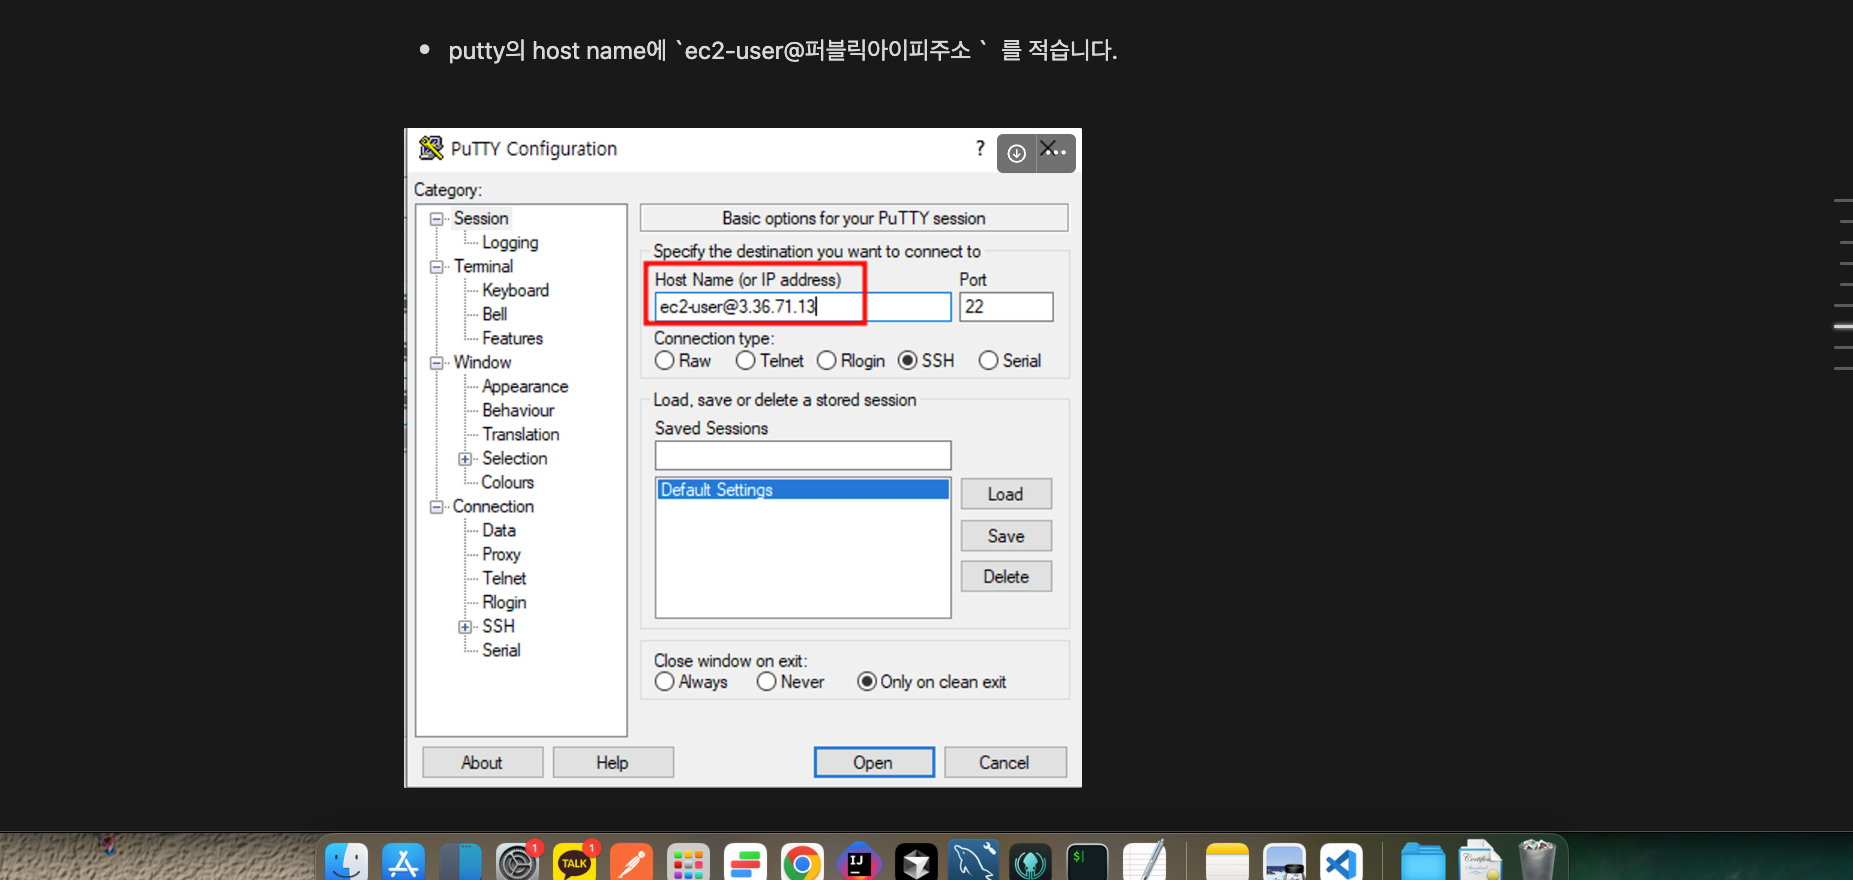 • putty의 host name에 `ec2-user@퍼블릭아이피주소 ` 를 적습니다.
PuTTY Configuration
?
Category:
Session
Logging
Terminal
Keyboard
Bell
Features
Window
Appearance
Behaviour
Translation
Selection
Colours
Connection
Data
Proxy
Telnet
Rlogin
SSH
Serial
Basic options for your PuTTY session
Specify the destination you want to connect to
Host Name (or IP address) Port
ec2-user@3.36.71.13 22
Connection type:
Raw Telnet Rlogin SSH Serial
Load, save or delete a stored session
Saved Sessions
Default Settings
Load
Save
Delete
Close window on exit:
Always Never Only on clean exit
About Help Open Cancel
1 1
TALK IJ $